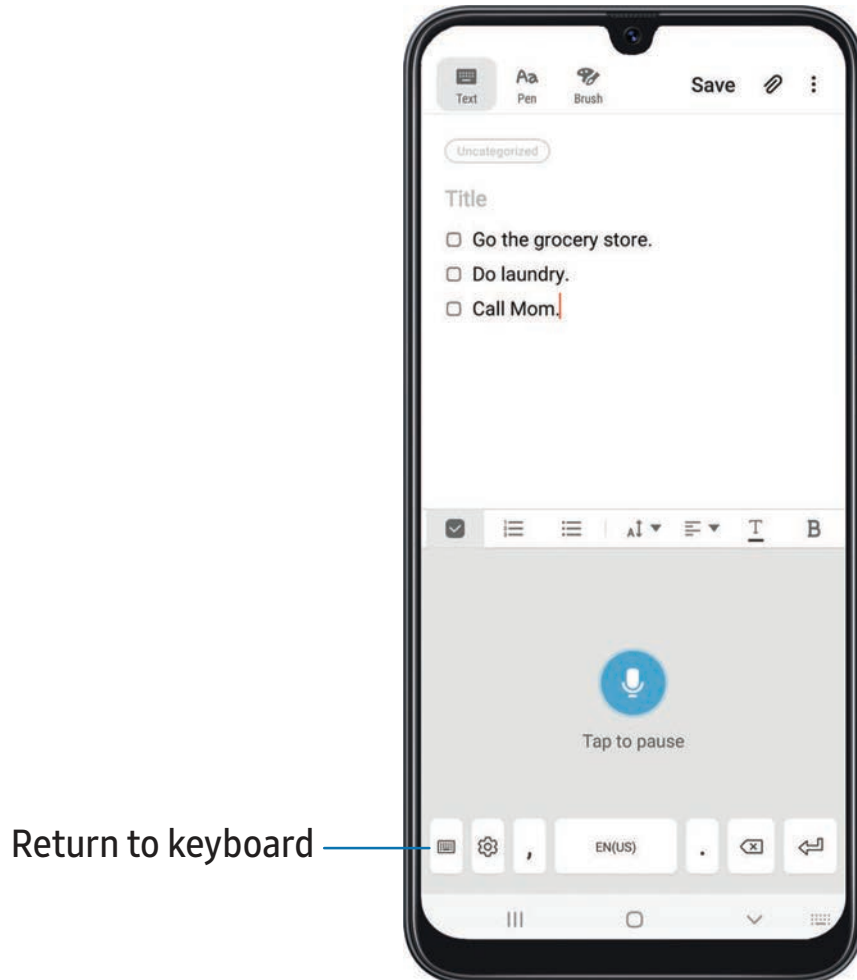 Text
Pen
Brush
Save
Uncategorized
Title
Go the grocery store.
Do laundry.
Call Mom.
Tap to pause
Return to keyboard
, EN(US) .